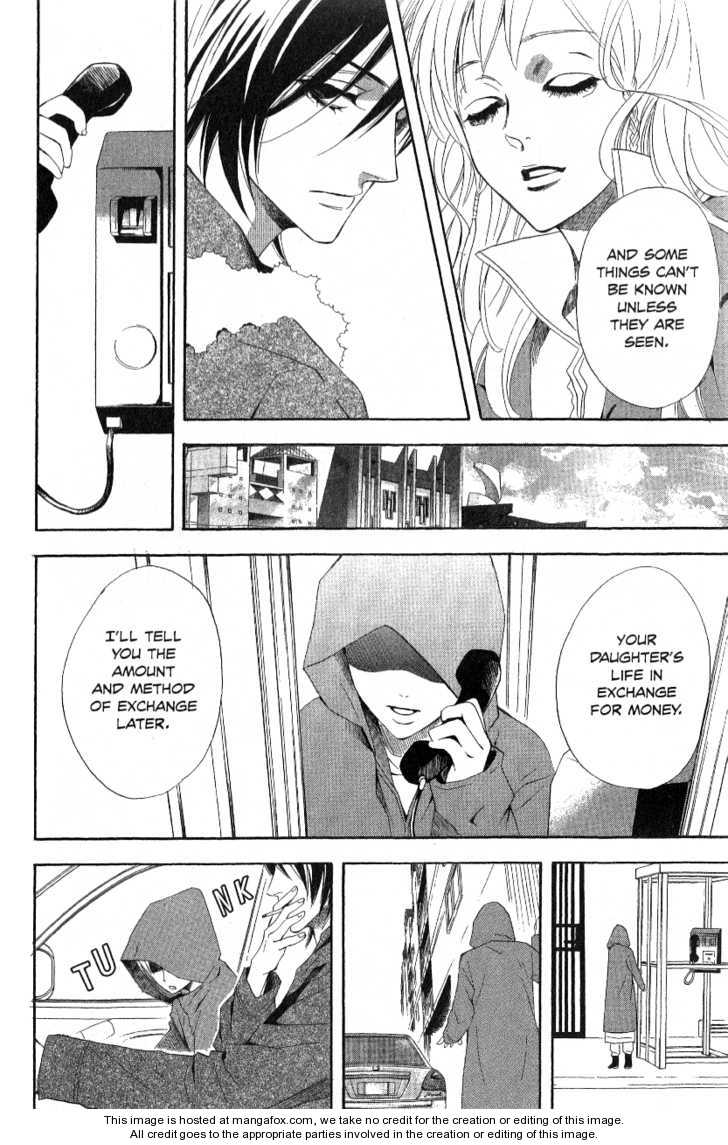 AND SOME
THINGS CAN'T
BE KNOWN
UNLESS
THEY ARE
SEEN.
YOUR
DAUGHTER'S
LIFE IN
EXCHANGE
FOR MONEY.
I'LL TELL
YOU THE
AMOUNT
AND METHOD
OF EXCHANGE
LATER.
TUNK
This image is hosted at mangafox.com, we take no credit for the creation or editing of this image.
All credit goes to the appropriate parties involved in the creation or editing of this image.